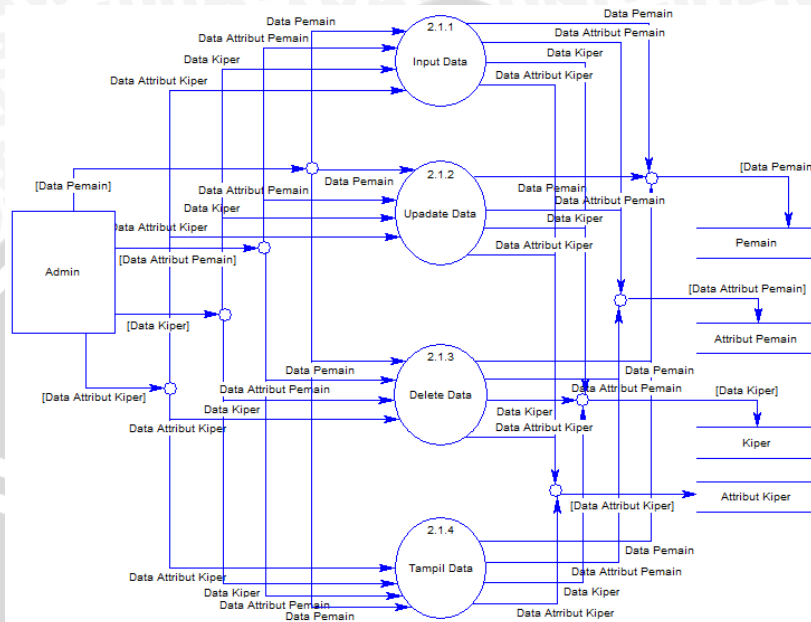 Data Pemain
Data Attribut Pemain
Data Kiper
Data Attribut Kiper
2.1.1
Input Data
Data Pemain
Data Attribut Pemain
Data Kiper
Data Attribut Kiper
[Data Pemain]
Data Pemain
Data Attribut Pemain
Data Kiper
Data Attribut Kiper
2.1.2
Upadate Data
Data Pemain
Data Attribut Pemain
Data Kiper
Data Attribut Kiper
[Data Pemain
Pemain
Admin
[Data Attribut Pemain]
[Data Kiper]
[Data Attribut Kiper]
[Data Attribut Pemain]
Attribut Pemain
Data Pemain
Data Attribut Pemain
Data Kiper
Data Attribut Kiper
2.1.3
Delete Data
Data Pemain
Data Attribut Pemain
Data Kiper
Data Attribut Kiper
[Data Kiper]
Kiper
Attribut Kiper
[Data Attribut Kiper]
2.1.4
Tampil Data
Data Attribut Kiper
Data Kiper
Data Attribut Pemain
Data Pemain
Data Pemain
Data Attribut Pemain
Data Kiper
Data Atrribut Kiper